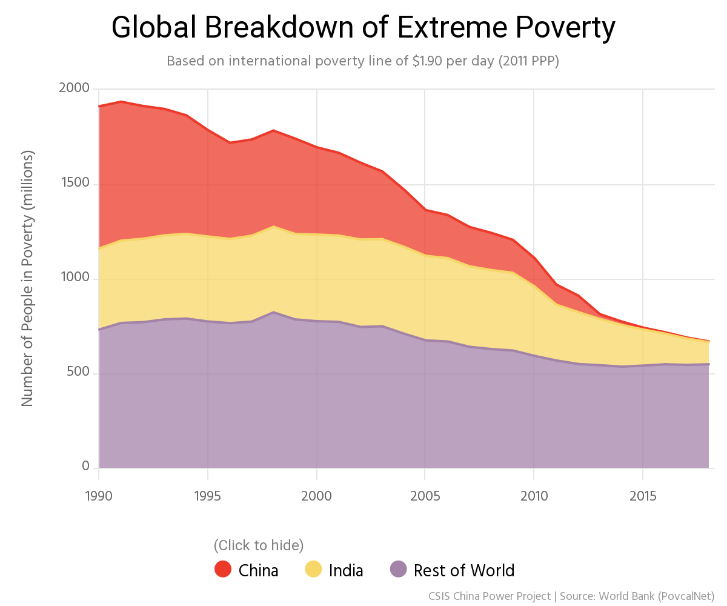 Global Breakdown of Extreme Poverty
Based on international poverty line of $1.90 per day (2011 PPP)
Number of People in Poverty (millions)
2000
1500
1000
500
0
1990 1995 2000 2005 2010 2015
(Click to hide)
China India Rest of World
CSIS China Power Project | Source: World Bank (PovcalNet)